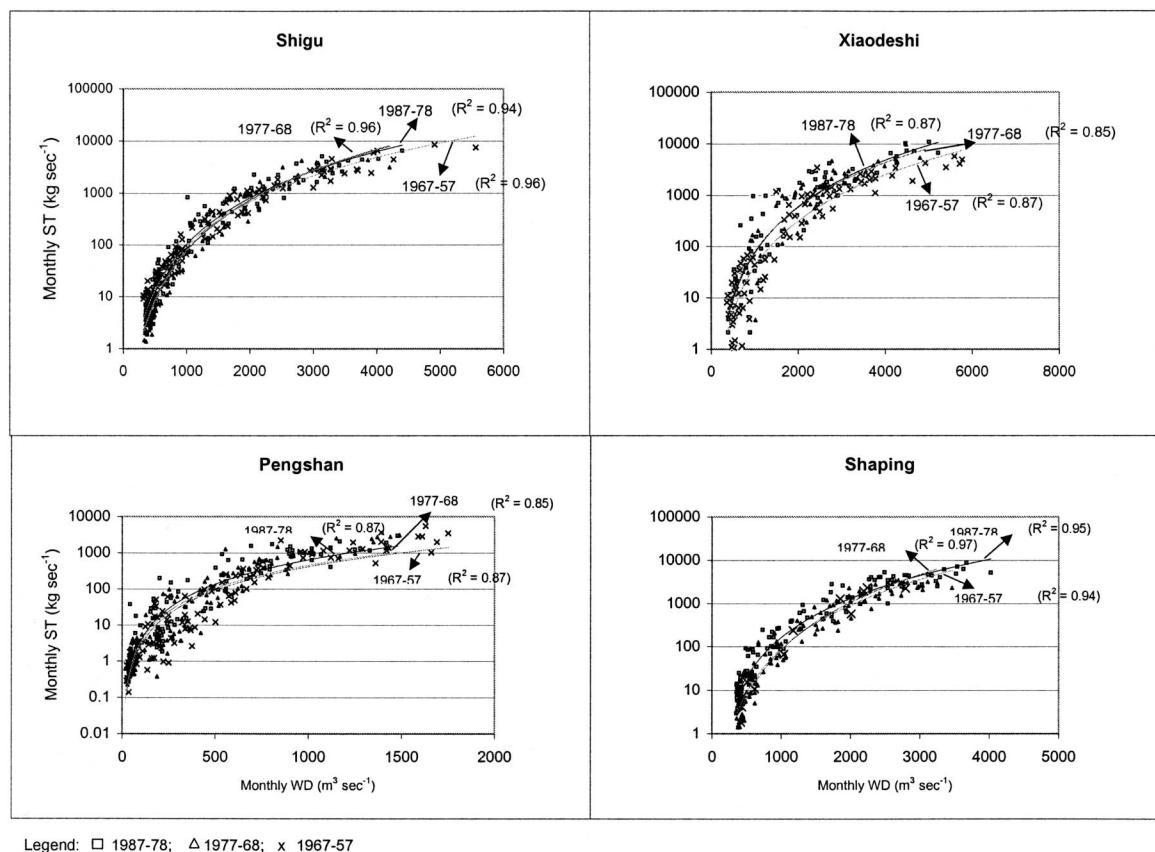 Shigu
Monthly ST (kg sec⁻¹)
100000
10000
1000
100
10
1
0 1000 2000 3000 4000 5000 6000
1987-78 (R² = 0.94)
1977-68 (R² = 0.96)
1967-57 (R² = 0.96)
Xiaodeshi
100000
10000
1000
100
10
1
0 2000 4000 6000 8000
1987-78 (R² = 0.87)
1977-68 (R² = 0.85)
1967-57 (R² = 0.87)
Pengshan
Monthly ST (kg sec⁻¹)
10000
1000
100
10
1
0.1
0.01
0 500 1000 1500 2000
Monthly WD (m³ sec⁻¹)
1977-68 (R² = 0.85)
1987-78 (R² = 0.87)
1967-57 (R² = 0.87)
Shaping
100000
10000
1000
100
10
1
0 1000 2000 3000 4000 5000
Monthly WD (m³ sec⁻¹)
1987-78 (R² = 0.95)
1977-68 (R² = 0.97)
1967-57 (R² = 0.94)
Legend: □ 1987-78; △ 1977-68; x 1967-57